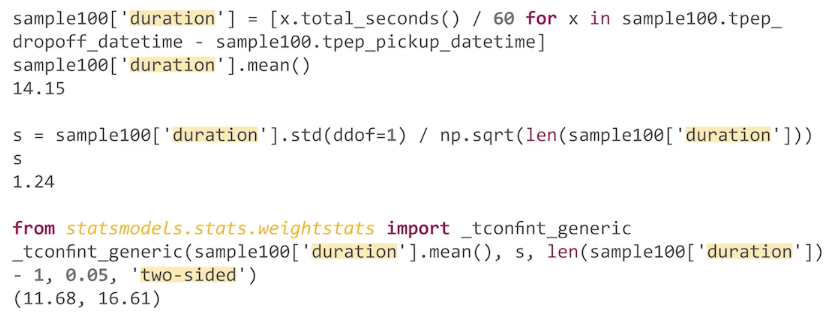 sample100['duration'] = [x.total_seconds() / 60 for x in sample100.tpep_
dropoff_datetime - sample100.tpep_pickup_datetime]
sample100['duration'].mean()
14.15
s = sample100['duration'].std(ddof=1) / np.sqrt(len(sample100['duration']))
s
1.24
from statsmodels.stats.weightstats import _tconfint_generic
_tconfint_generic(sample100['duration'].mean(), s, len(sample100['duration'])
- 1, 0.05, 'two-sided')
(11.68, 16.61)